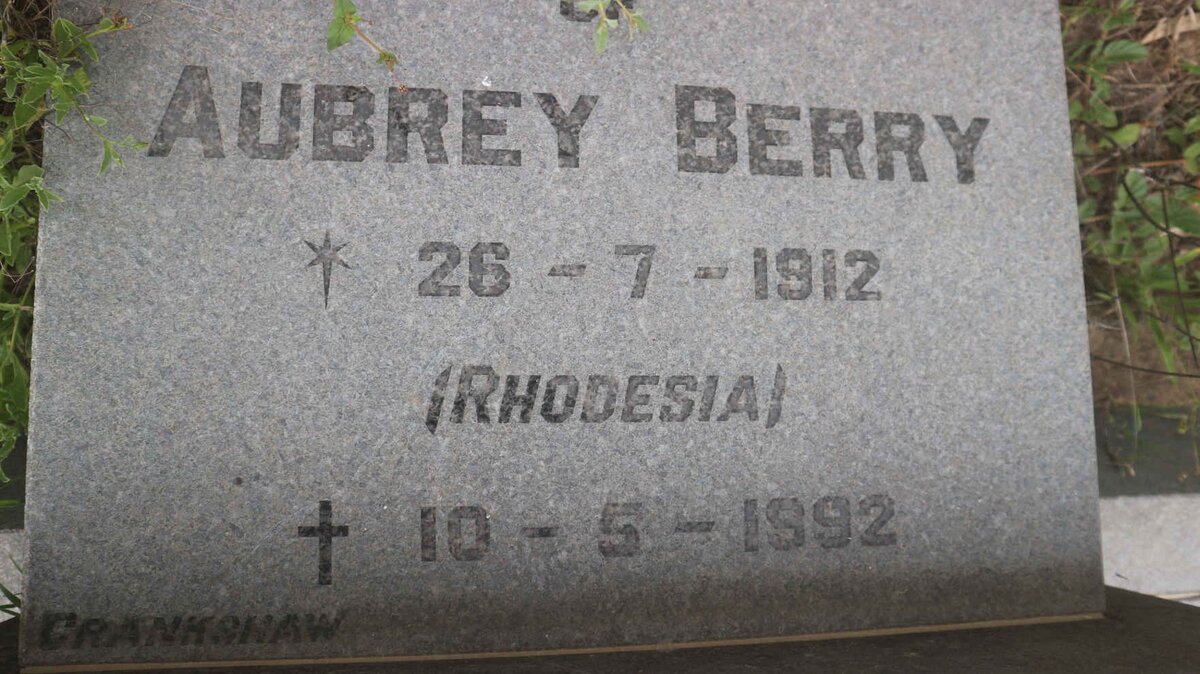 AUBREY BERRY
26 - 7 - 1912
(RHODESIA)
10 - 5 - 1992
CRANKSHAW